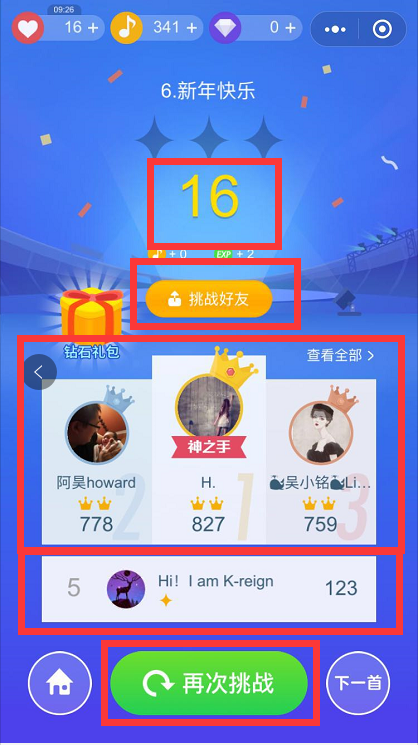 09:26
16 +
341 +
0 +
6.新年快乐
16
+ 0 EXP + 2
挑战好友
钻石礼包
查看全部 >
神之手
阿昊howard
H.
吴小铭Li...
778
827
759
2
1
3
5
Hi! I am K-reign
123
再次挑战
下一首